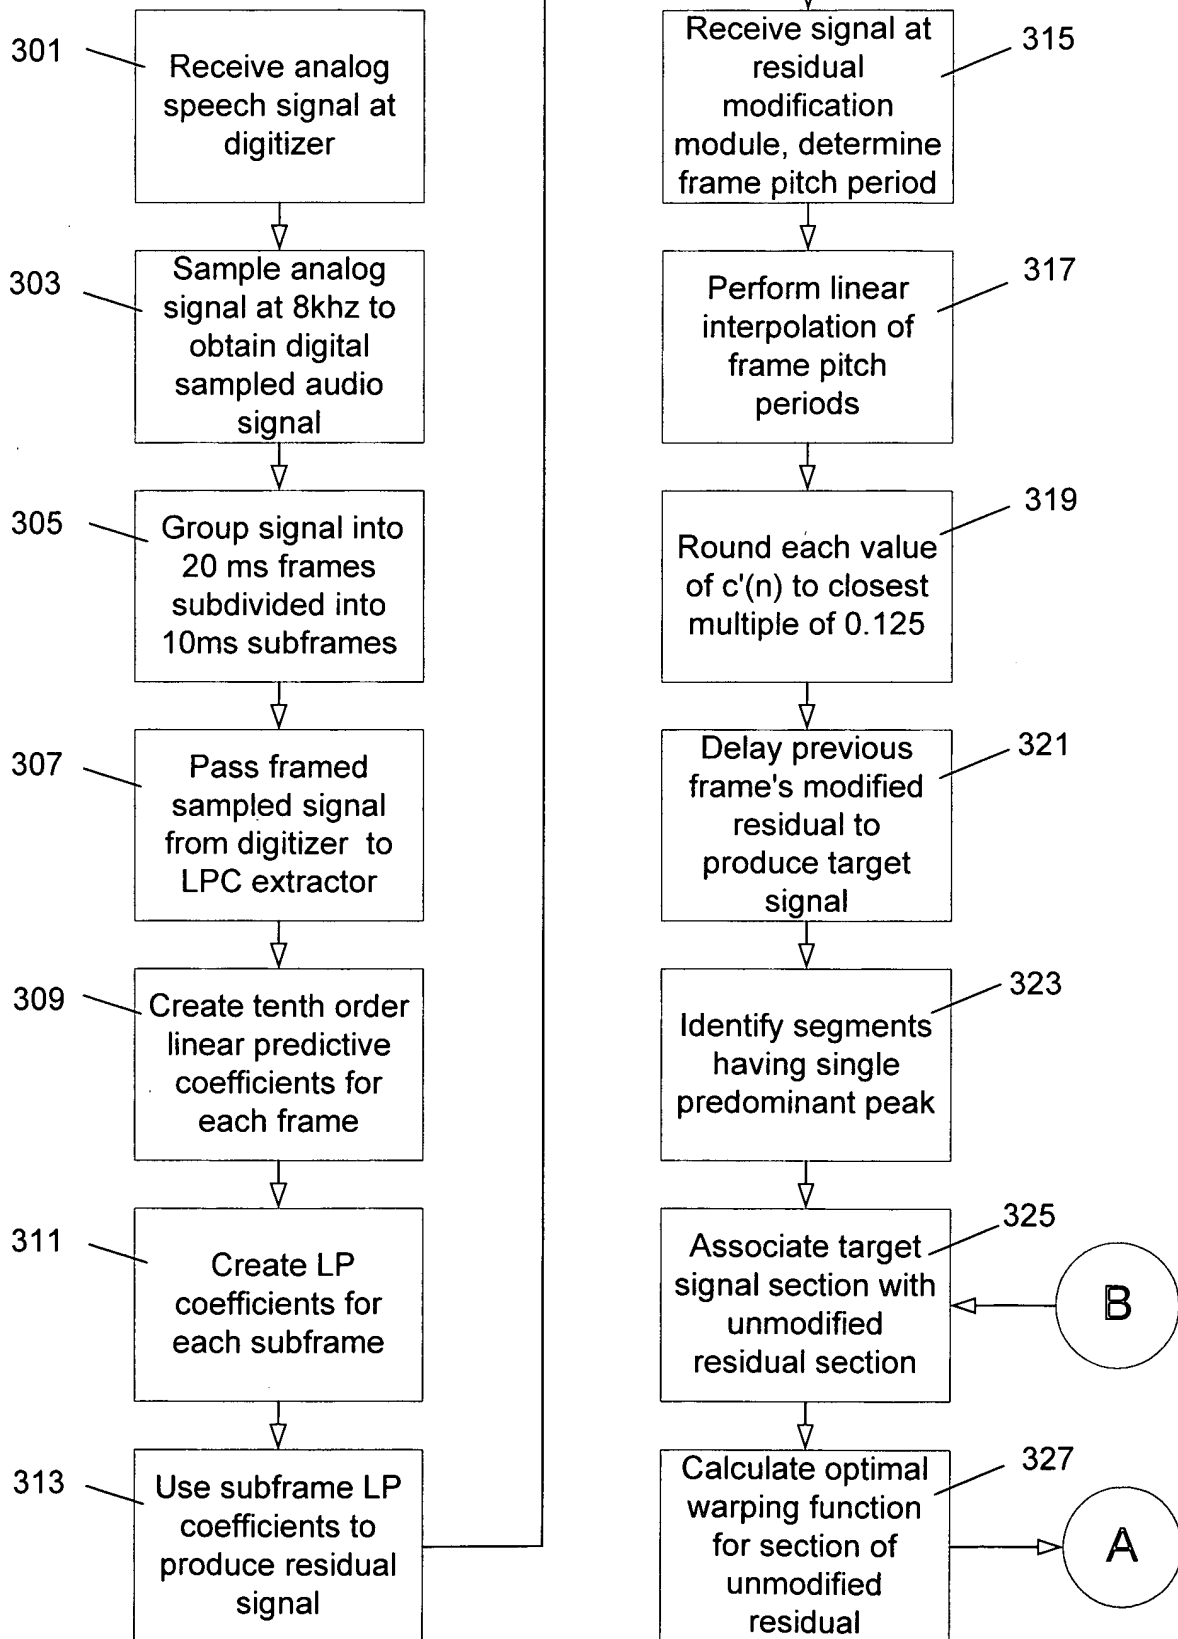 301
Receive analog
speech signal at
digitizer
303
Sample analog
signal at 8khz to
obtain digital
sampled audio
signal
305
Group signal into
20 ms frames
subdivided into
10ms subframes
307
Pass framed
sampled signal
from digitizer to
LPC extractor
309
Create tenth order
linear predictive
coefficients for
each frame
311
Create LP
coefficients for
each subframe
313
Use subframe LP
coefficients to
produce residual
signal
315
Receive signal at
residual
modification
module, determine
frame pitch period
317
Perform linear
interpolation of
frame pitch
periods
319
Round each value
of c'(n) to closest
multiple of 0.125
321
Delay previous
frame's modified
residual to
produce target
signal
323
Identify segments
having single
predominant peak
325
Associate target
signal section with
unmodified
residual section
B
327
Calculate optimal
warping function
for section of
unmodified
residual
A